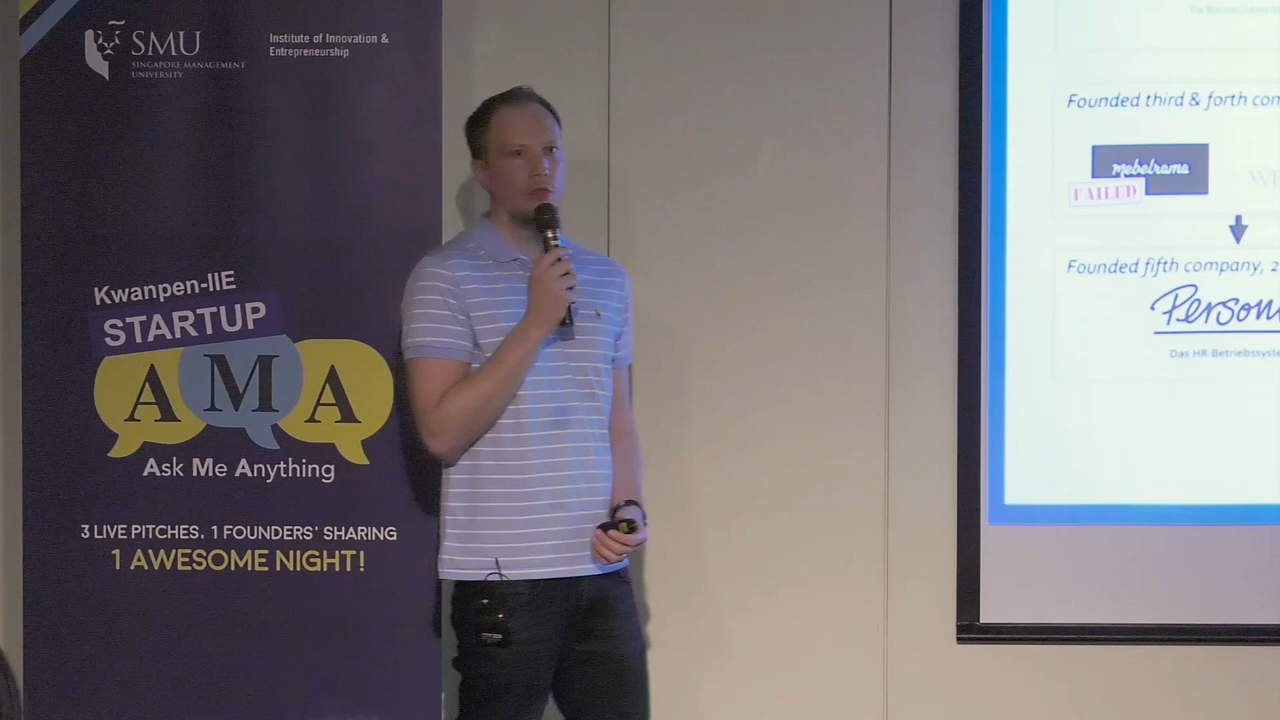 SMU
SINGAPORE MANAGEMENT
UNIVERSITY
Institute of Innovation &
Entrepreneurship
Kwanpen-IIE
STARTUP
AMA
Ask Me Anything
3 LIVE PITCHES. 1 FOUNDERS' SHARING
1 AWESOME NIGHT!
Founded third & forth com
mebelrama
FAILED
Founded fifth company, 2
Person
Das HR-Betriebssyste